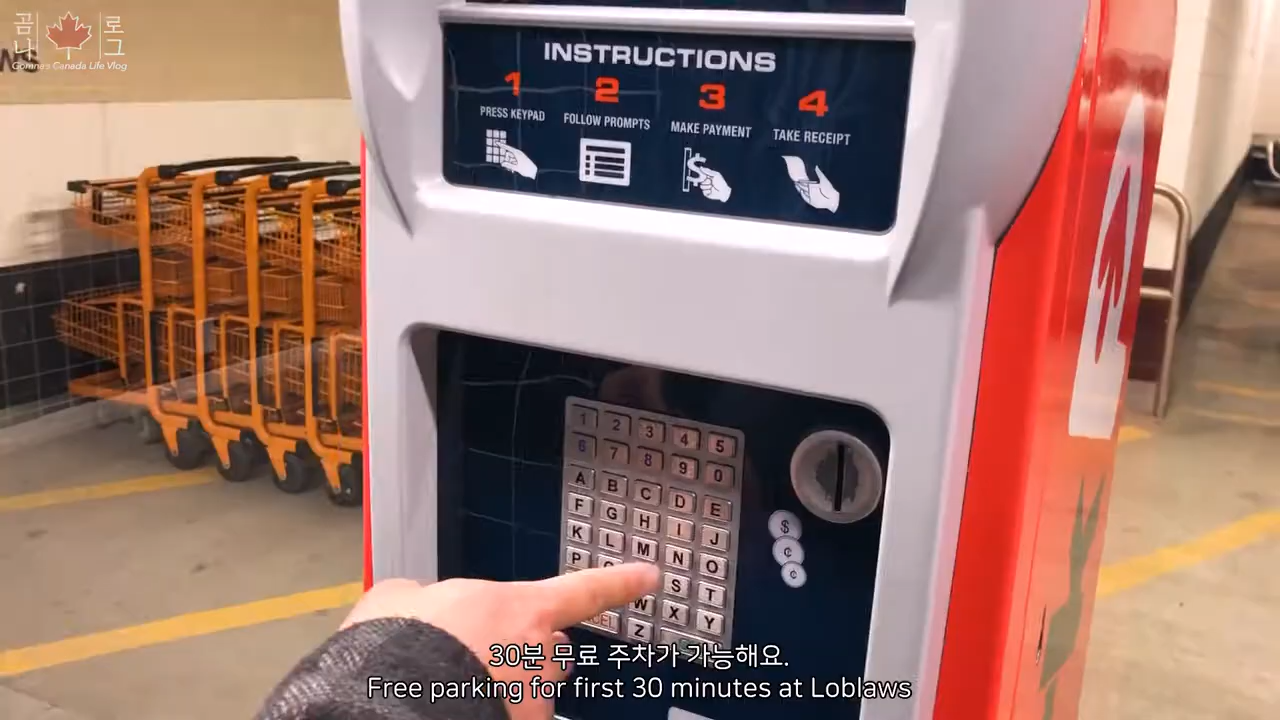 곰 | 로
나 | 그
Gomna's Canada Life Vlog
INSTRUCTIONS
1 2 3 4
PRESS KEYPAD FOLLOW PROMPTS MAKE PAYMENT TAKE RECEIPT
1 2 3 4 5
6 7 8 9 0
A B C D E
F G H I J
K L M N O
P S T
W X Y
Z
$
¢
¢
30분 무료 주차가 가능해요.
Free parking for first 30 minutes at Loblaws